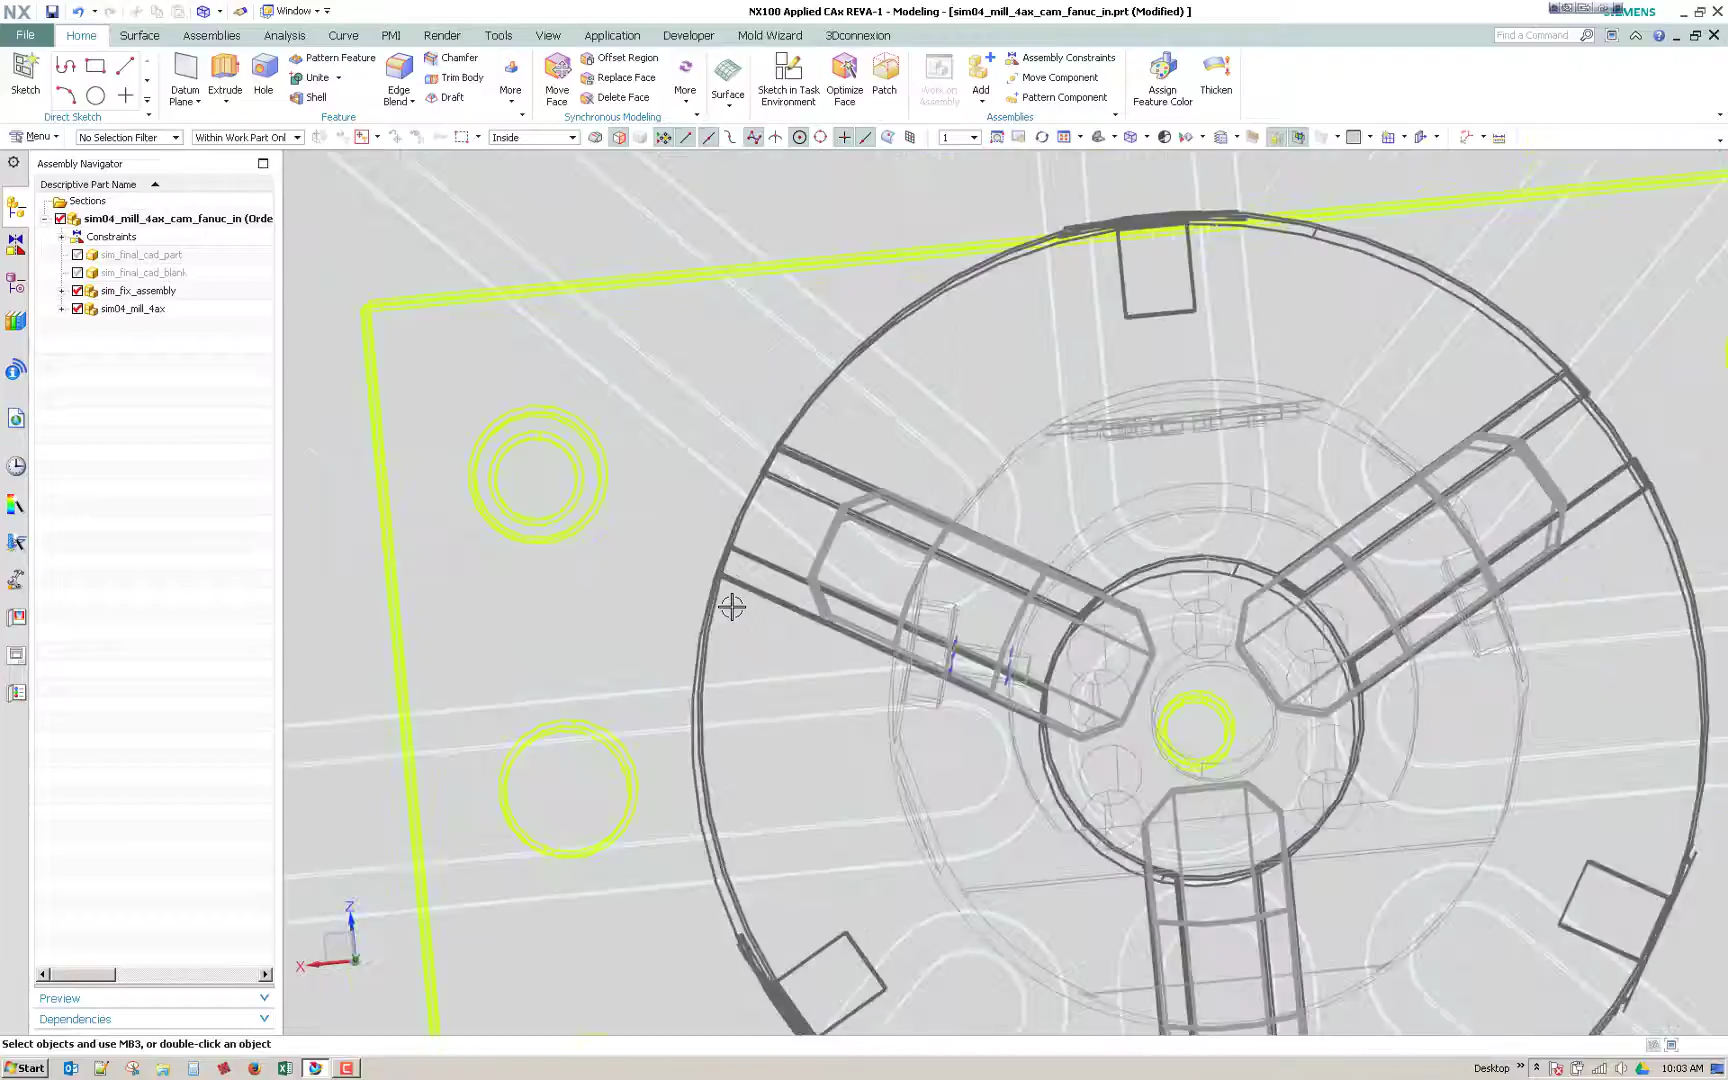 NX
Window
NX100 Applied CAx REVA-1 - Modeling - [sim04_mill_4ax_cam_fanuc_in.prt (Modified) ]
SIEMENS
File
Home
Surface
Assemblies
Analysis
Curve
PMI
Render
Tools
View
Application
Developer
Mold Wizard
3Dconnexion
Find a Command
Sketch
Direct Sketch
Datum Plane
Extrude
Hole
Pattern Feature
Unite
Shell
Edge Blend
Chamfer
Trim Body
Draft
More
Feature
Move Face
Offset Region
Replace Face
Delete Face
More
Synchronous Modeling
Surface
Sketch in Task Environment
Optimize Face
Patch
Work on Assembly
Add
Assembly Constraints
Move Component
Pattern Component
Assemblies
Assign Feature Color
Thicken
Menu
No Selection Filter
Within Work Part Onl
Inside
1
Assembly Navigator
Descriptive Part Name
Sections
sim04_mill_4ax_cam_fanuc_in (Orde
Constraints
sim_final_cad_part
sim_final_cad_blank
sim_fix_assembly
sim04_mill_4ax
Preview
Dependencies
Z
X
Select objects and use MB3, or double-click an object
Start
Desktop
10:03 AM